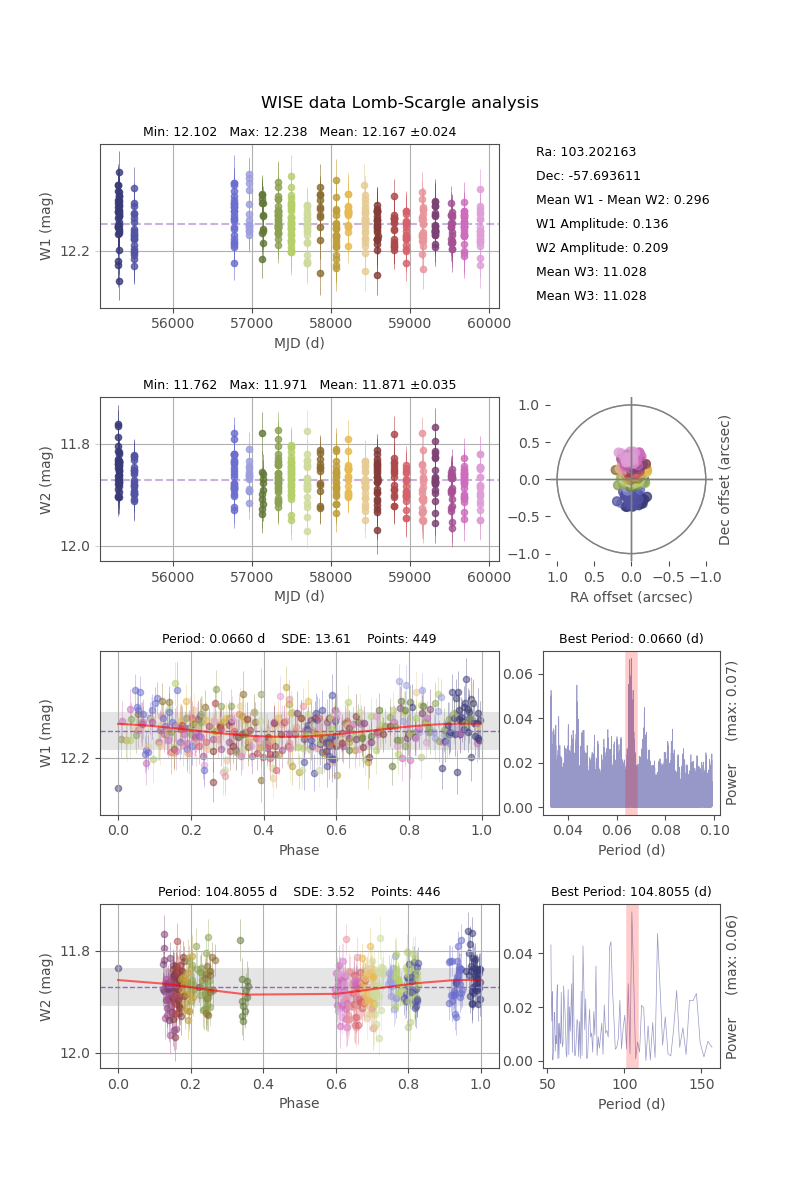 WISE data Lomb-Scargle analysis
Min: 12.102   Max: 12.238   Mean: 12.167 ±0.024
W1 (mag)
12.2
56000 57000 58000 59000 60000
MJD (d)
Ra: 103.202163
Dec: -57.693611
Mean W1 - Mean W2: 0.296
W1 Amplitude: 0.136
W2 Amplitude: 0.209
Mean W3: 11.028
Mean W3: 11.028
Min: 11.762   Max: 11.971   Mean: 11.871 ±0.035
W2 (mag)
11.8
12.0
56000 57000 58000 59000 60000
MJD (d)
1.0
0.5
0.0
−0.5
−1.0
1.0 0.5 0.0 −0.5 −1.0
RA offset (arcsec)
Dec offset (arcsec)
Period: 0.0660 d    SDE: 13.61    Points: 449
W1 (mag)
12.2
0.0 0.2 0.4 0.6 0.8 1.0
Phase
Best Period: 0.0660 (d)
0.06
0.04
0.02
0.00
0.04 0.06 0.08 0.10
Period (d)
Power    (max: 0.07)
Period: 104.8055 d    SDE: 3.52    Points: 446
W2 (mag)
11.8
12.0
0.0 0.2 0.4 0.6 0.8 1.0
Phase
Best Period: 104.8055 (d)
0.04
0.02
0.00
50 100 150
Period (d)
Power    (max: 0.06)